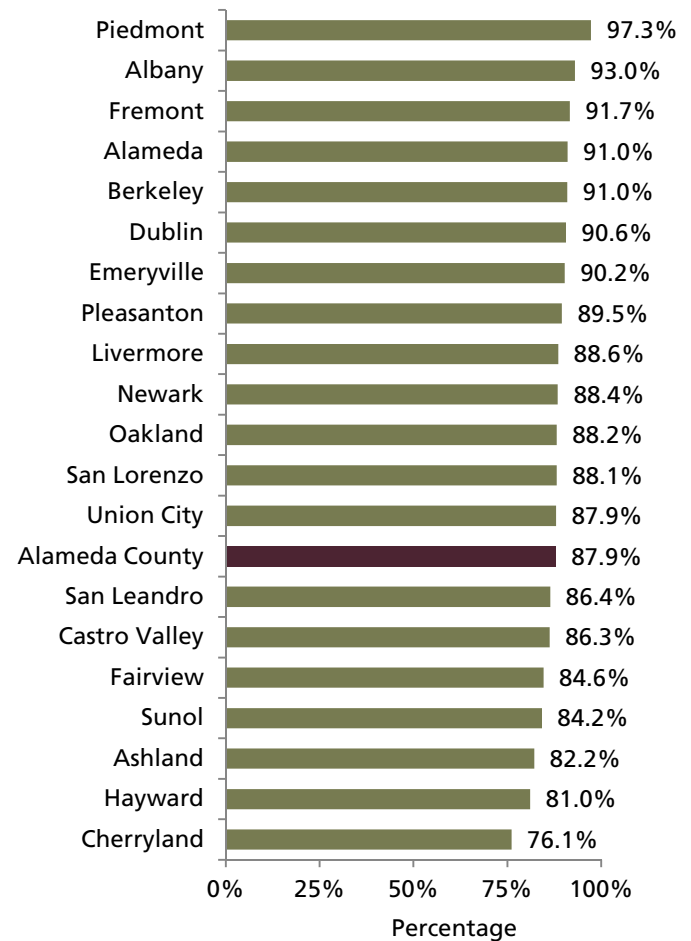 Piedmont 97.3%
Albany 93.0%
Fremont 91.7%
Alameda 91.0%
Berkeley 91.0%
Dublin 90.6%
Emeryville 90.2%
Pleasanton 89.5%
Livermore 88.6%
Newark 88.4%
Oakland 88.2%
San Lorenzo 88.1%
Union City 87.9%
Alameda County 87.9%
San Leandro 86.4%
Castro Valley 86.3%
Fairview 84.6%
Sunol 84.2%
Ashland 82.2%
Hayward 81.0%
Cherryland 76.1%
0% 25% 50% 75% 100%
Percentage